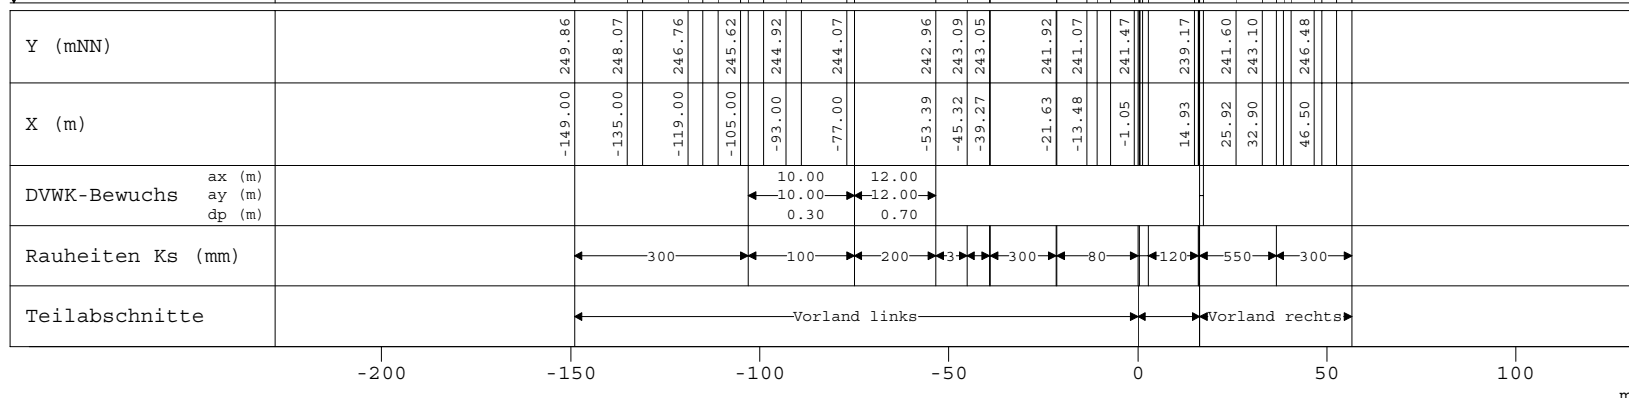 Y (mNN) 249.86 248.07 246.76 245.62 244.92 244.07 242.96 243.09 243.05 241.92 241.07 241.47 239.17 241.60 243.10 246.48
X (m) -149.00 -135.00 -119.00 -105.00 -93.00 -77.00 -53.39 -45.32 -39.27 -21.63 -13.48 -1.05 14.93 25.92 32.90 46.50
ax (m) 10.00 12.00
DVWK-Bewuchs ay (m) 10.00 12.00
dp (m) 0.30 0.70
Rauheiten Ks (mm) 300 100 200 3 300 80 120 550 300
Teilabschnitte Vorland links Vorland rechts
-200 -150 -100 -50 0 50 100